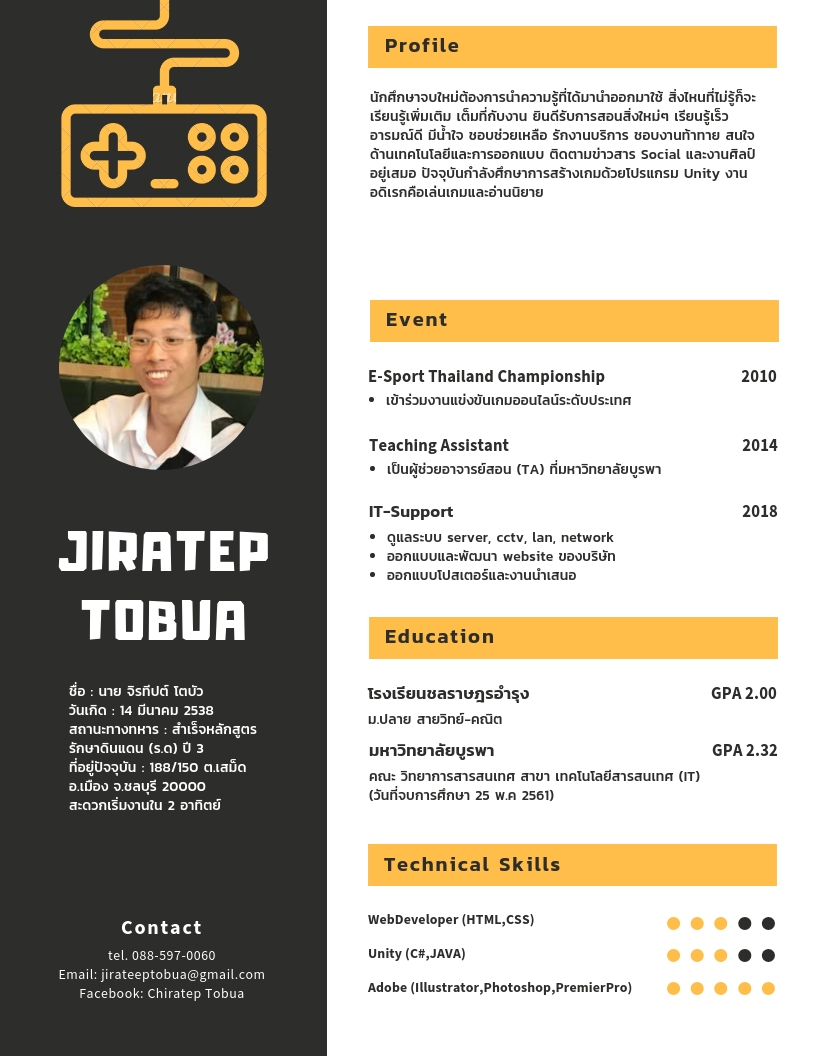 JIRATEP
TOBUA
ชื่อ : นาย จิรทีปต์ โตบัว
วันเกิด : 14 มีนาคม 2538
สถานะทางทหาร : สำเร็จหลักสูตร
รักษาดินแดน (ร.ด) ปี 3
ที่อยู่ปัจจุบัน : 188/150 ต.เสม็ด
อ.เมือง จ.ชลบุรี 20000
สะดวกเริ่มงานใน 2 อาทิตย์
Contact
tel. 088-597-0060
Email: jirateeptobua@gmail.com
Facebook: Chiratep Tobua
Profile
นักศึกษาจบใหม่ต้องการนำความรู้ที่ได้มานำออกมาใช้ สิ่งไหนที่ไม่รู้ก็จะ
เรียนรู้เพิ่มเติม เต็มที่กับงาน ยินดีรับการสอนสิ่งใหม่ๆ เรียนรู้เร็ว
อารมณ์ดี มีน้ำใจ ชอบช่วยเหลือ รักงานบริการ ชอบงานท้าทาย สนใจ
ด้านเทคโนโลยีและการออกแบบ ติดตามข่าวสาร Social และงานศิลป์
อยู่เสมอ ปัจจุบันกำลังศึกษาการสร้างเกมด้วยโปรแกรม Unity งาน
อดิเรกคือเล่นเกมและอ่านนิยาย
Event
E-Sport Thailand Championship 2010
• เข้าร่วมงานแข่งขันเกมออนไลน์ระดับประเทศ
Teaching Assistant 2014
• เป็นผู้ช่วยอาจารย์สอน (TA) ที่มหาวิทยาลัยบูรพา
IT-Support 2018
• ดูแลระบบ server, cctv, lan, network
• ออกแบบและพัฒนา website ของบริษัท
• ออกแบบโปสเตอร์และงานนำเสนอ
Education
โรงเรียนชลราษฎรอำรุง GPA 2.00
ม.ปลาย สายวิทย์-คณิต
มหาวิทยาลัยบูรพา GPA 2.32
คณะ วิทยาการสารสนเทศ สาขา เทคโนโลยีสารสนเทศ (IT)
(วันที่จบการศึกษา 25 พ.ค 2561)
Technical Skills
WebDeveloper (HTML,CSS)
Unity (C#,JAVA)
Adobe (Illustrator,Photoshop,PremierPro)